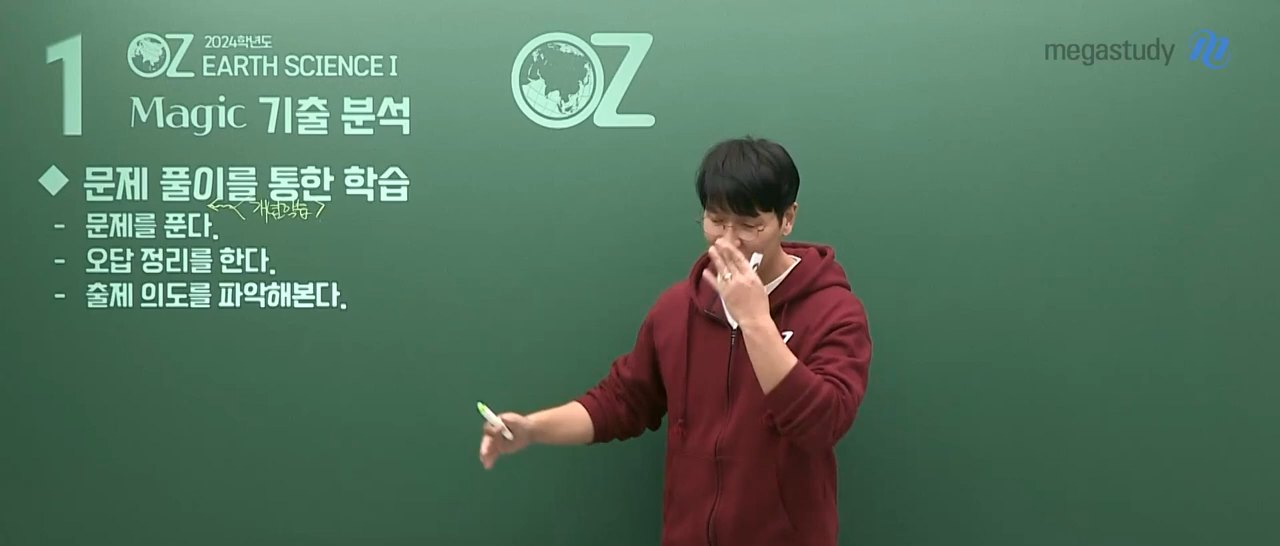 1
OZ 2024학년도
EARTH SCIENCE I
Magic 기출 분석
OZ
megastudy
◆ 문제 풀이를 통한 학습
<개념학습>
- 문제를 푼다.
- 오답 정리를 한다.
- 출제 의도를 파악해본다.